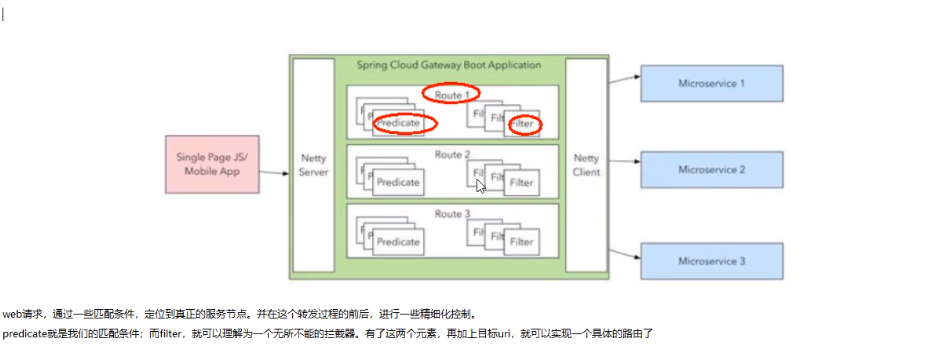 Spring Cloud Gateway Boot Application
Route 1
Predicate
Fil
Filt
Filter
Single Page JS/
Mobile App
Netty
Server
Route 2
Predicate
Fil
Filt
Filter
Route 3
Predicate
Fil
Filt
Filter
Netty
Client
Microservice 1
Microservice 2
Microservice 3
web请求，通过一些匹配条件，定位到真正的服务节点。并在这个转发过程的前后，进行一些精细化控制。
predicate就是我们的匹配条件；而filter，就可以理解为一个无所不能的拦截器。有了这两个元素，再加上目标uri，就可以实现一个具体的路由了